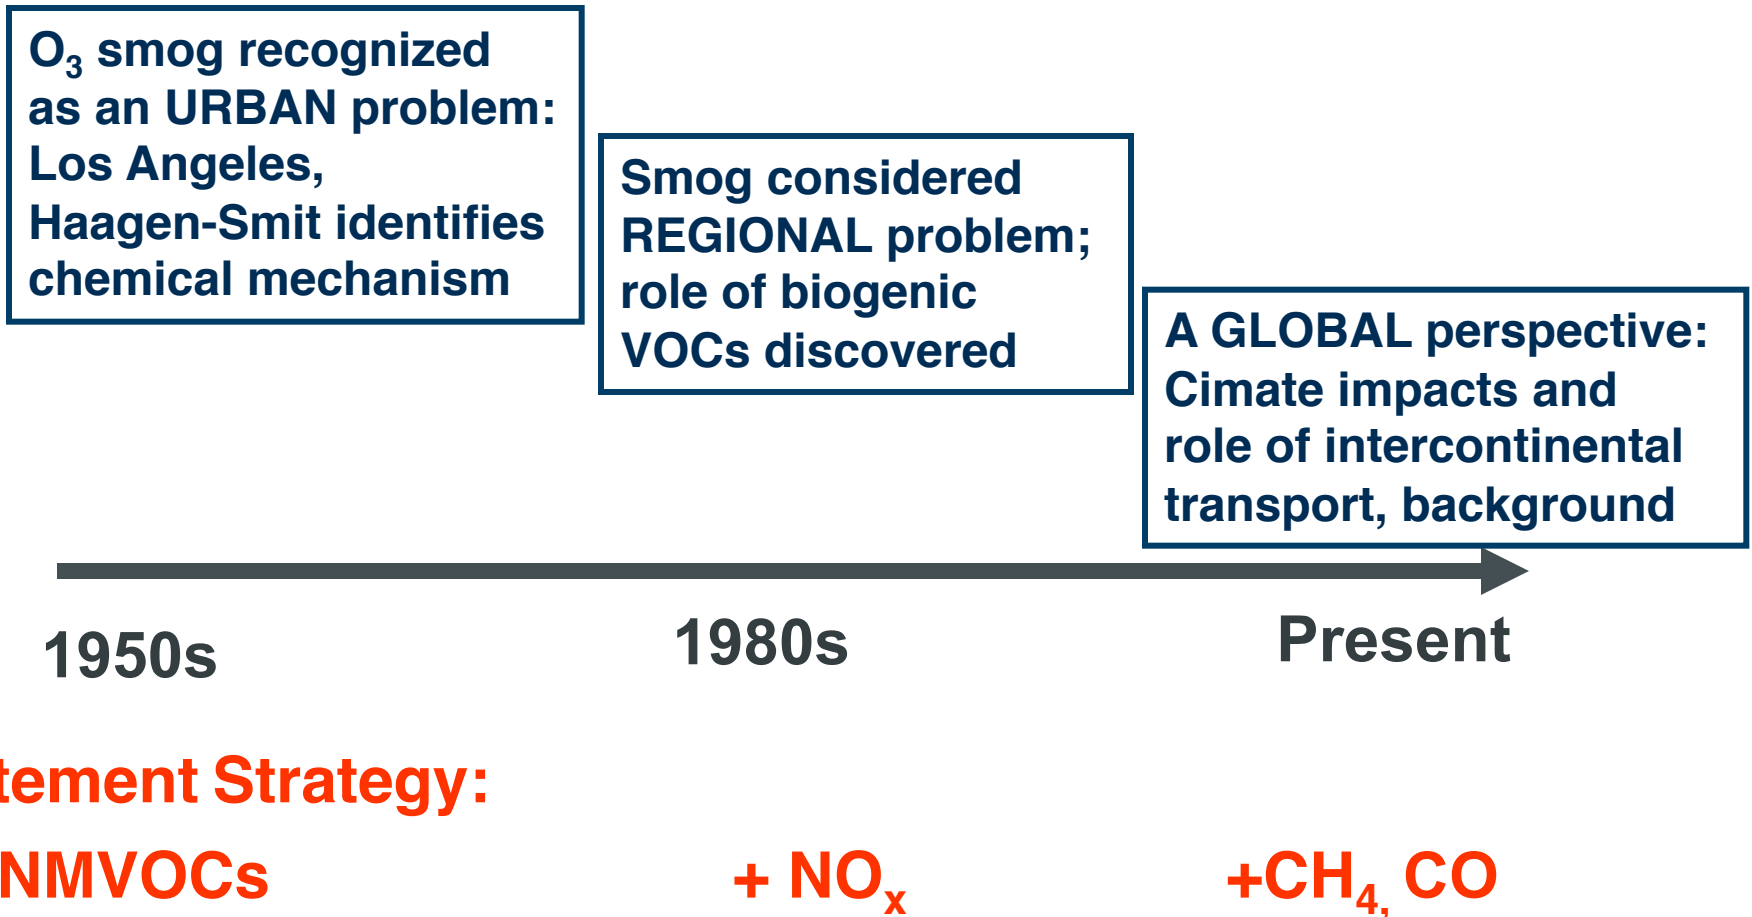 O₃ smog recognized
as an URBAN problem:
Los Angeles,
Haagen-Smit identifies
chemical mechanism
Smog considered
REGIONAL problem;
role of biogenic
VOCs discovered
A GLOBAL perspective:
Cimate impacts and
role of intercontinental
transport, background
1950s 1980s Present
tement Strategy:
NMVOCs + NOₓ +CH₄, CO